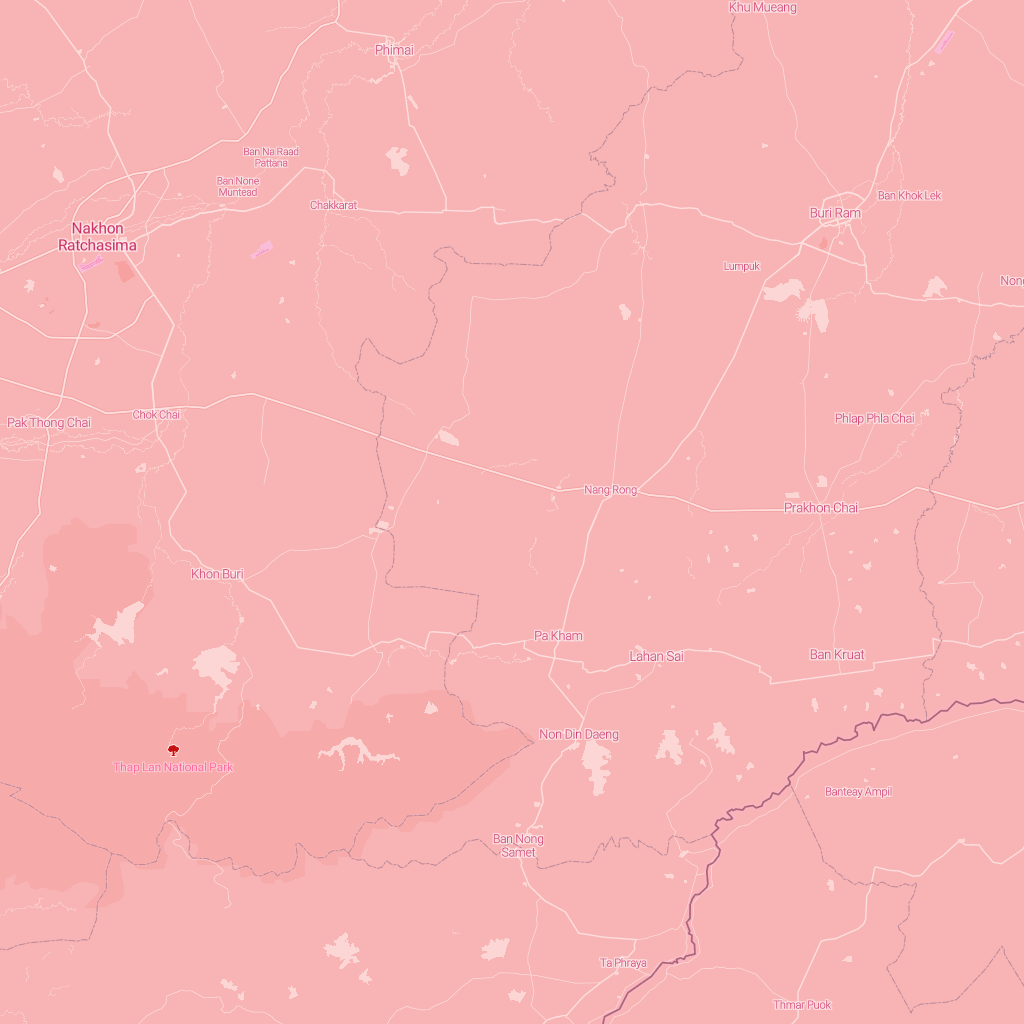 Khu Mueang
Phimai
Ban Na Raad
Pattana
Ban None
Muntead
Ban Khok Lek
Chakkarat
Buri Ram
Nakhon
Ratchasima
Lumpuk
Nong
Chok Chai
Pak Thong Chai
Phlap Phla Chai
Nang Rong
Prakhon Chai
Khon Buri
Pa Kham
Lahan Sai
Ban Kruat
Non Din Daeng
Thap Lan National Park
Banteay Ampil
Ban Nong
Samet
Ta Phraya
Thmar Puok